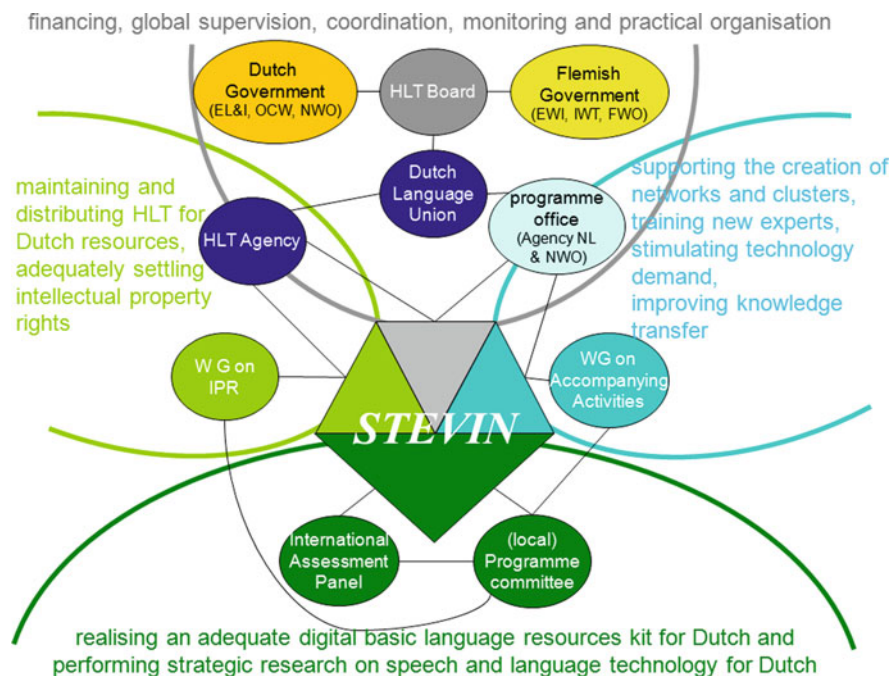 financing, global supervision, coordination, monitoring and practical organisation
Dutch
Government
(EL&I, OCW, NWO)
HLT Board
Flemish
Government
(EWI, IWT, FWO)
maintaining and
distributing HLT for
Dutch resources,
adequately settling
intellectual property
rights
HLT Agency
Dutch
Language
Union
programme
office
(Agency NL
& NWO)
supporting the creation of
networks and clusters,
training new experts,
stimulating technology
demand,
improving knowledge
transfer
W G on
IPR
WG on
Accompanying
Activities
STEVIN
International
Assessment
Panel
(local)
Programme
committee
realising an adequate digital basic language resources kit for Dutch and
performing strategic research on speech and language technology for Dutch